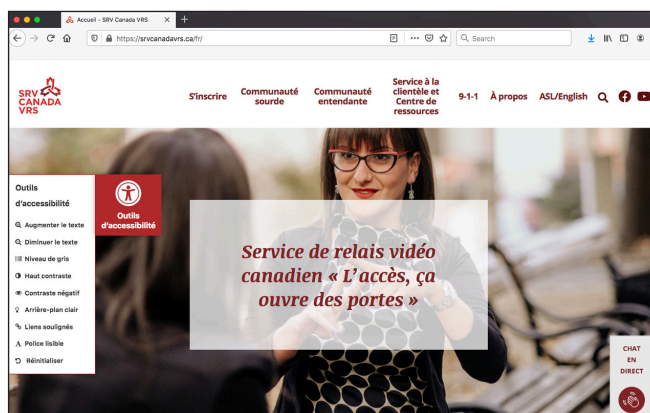 Accueil - SRV Canada VRS
https://srvcanadavrs.ca/fr/
Search
SRV
CANADA
VRS
S'inscrire
Communauté
sourde
Communauté
entendante
Service à la
clientèle et
Centre de
ressources
9-1-1
À propos
ASL/English
Outils
d'accessibilité
Augmenter le texte
Diminuer le texte
Niveau de gris
Haut contraste
Contraste négatif
Arrière-plan clair
Liens soulignés
Police lisible
Réinitialiser
Outils
d'accessibilité
Service de relais vidéo
canadien « L'accès, ça
ouvre des portes »
CHAT
EN
DIRECT